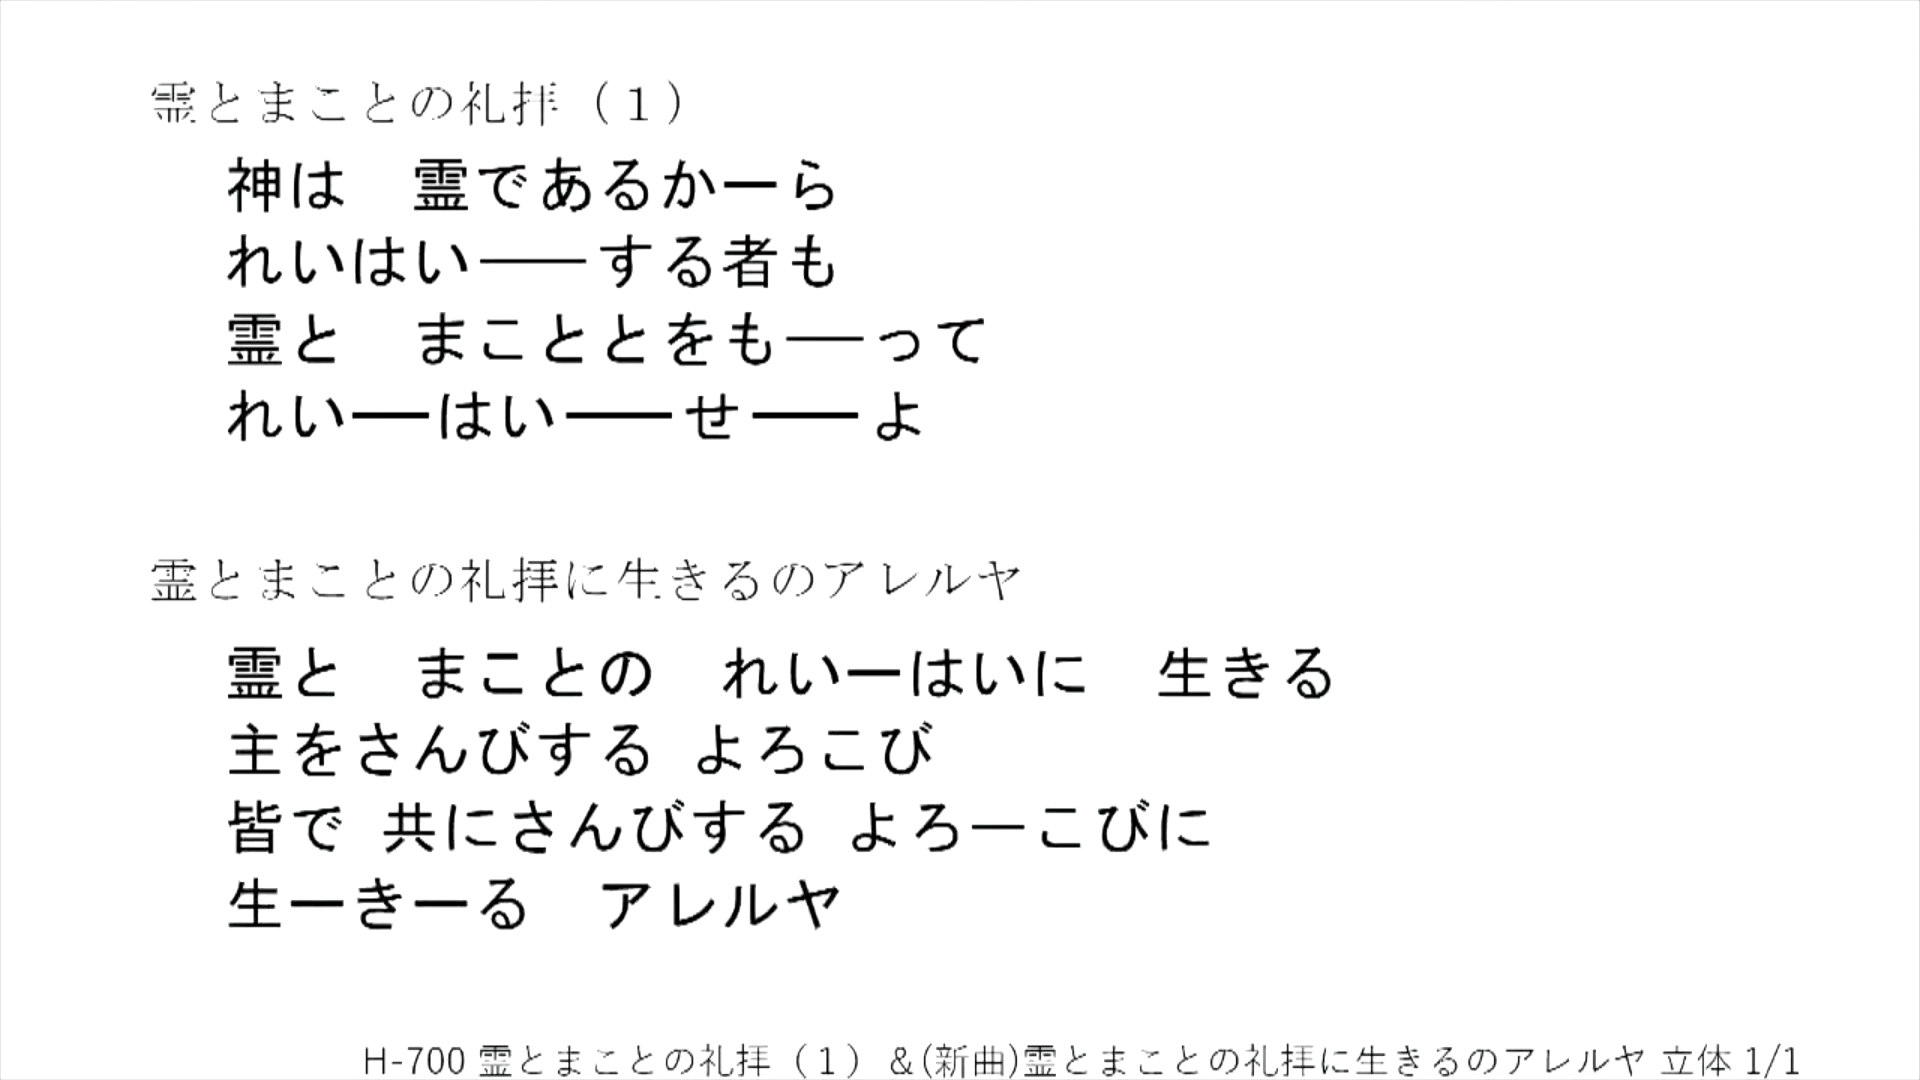 霊とまことの礼拝（１）
神は　霊であるかーら
れいはい――する者も
霊と　まこととをも―って
れい―はい――せ――よ
霊とまことの礼拝に生きるのアレルヤ
霊と　まことの　れいーはいに　生きる
主をさんびする よろこび
皆で 共にさんびする よろ―こびに
生ーきーる　アレルヤ
H-700 霊とまことの礼拝（１）＆(新曲)霊とまことの礼拝に生きるのアレルヤ 立体 1/1